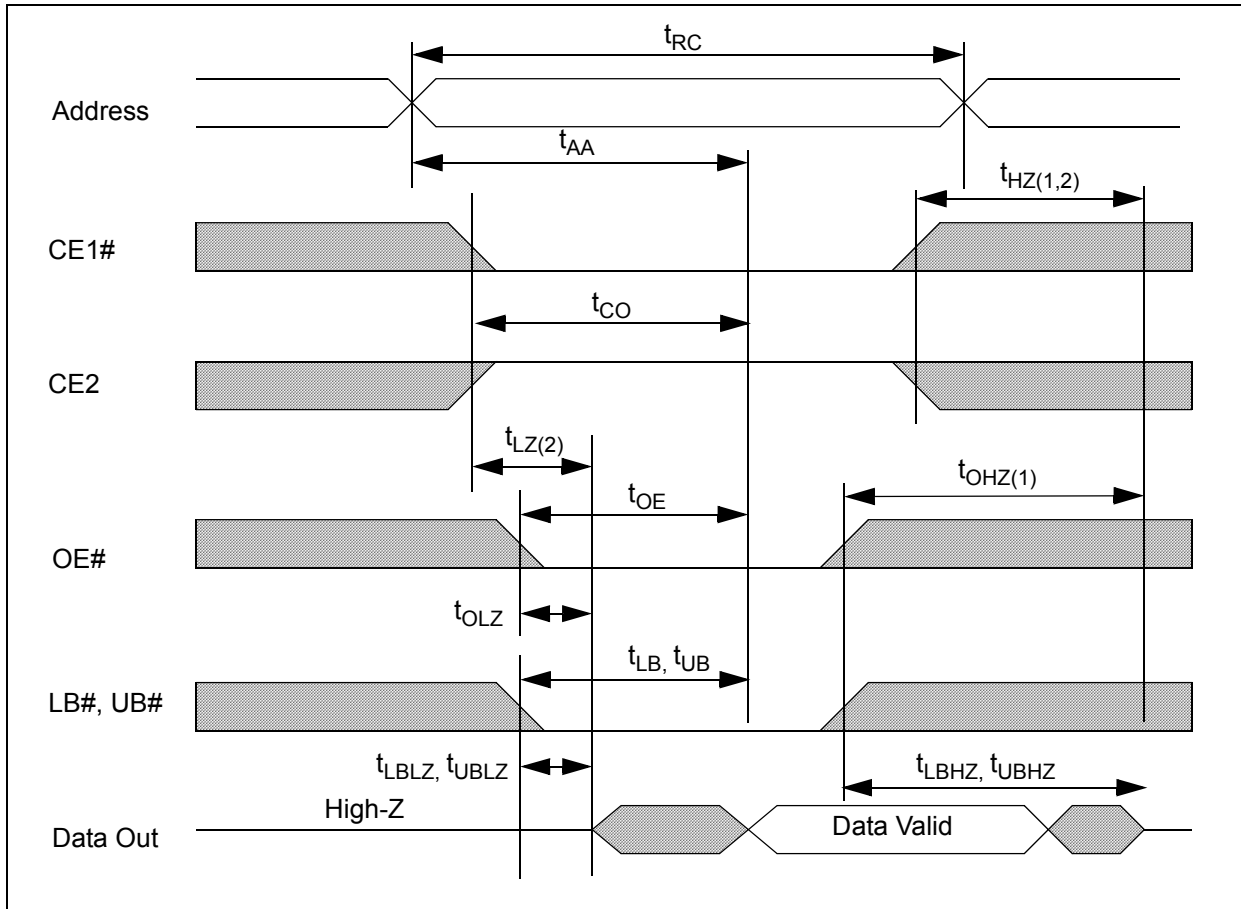 tRC
Address
tAA
tHZ(1,2)
CE1#
tCO
CE2
tLZ(2)
tOHZ(1)
tOE
OE#
tOLZ
tLB, tUB
LB#, UB#
tLBLZ, tUBLZ
tLBHZ, tUBHZ
High-Z
Data Valid
Data Out